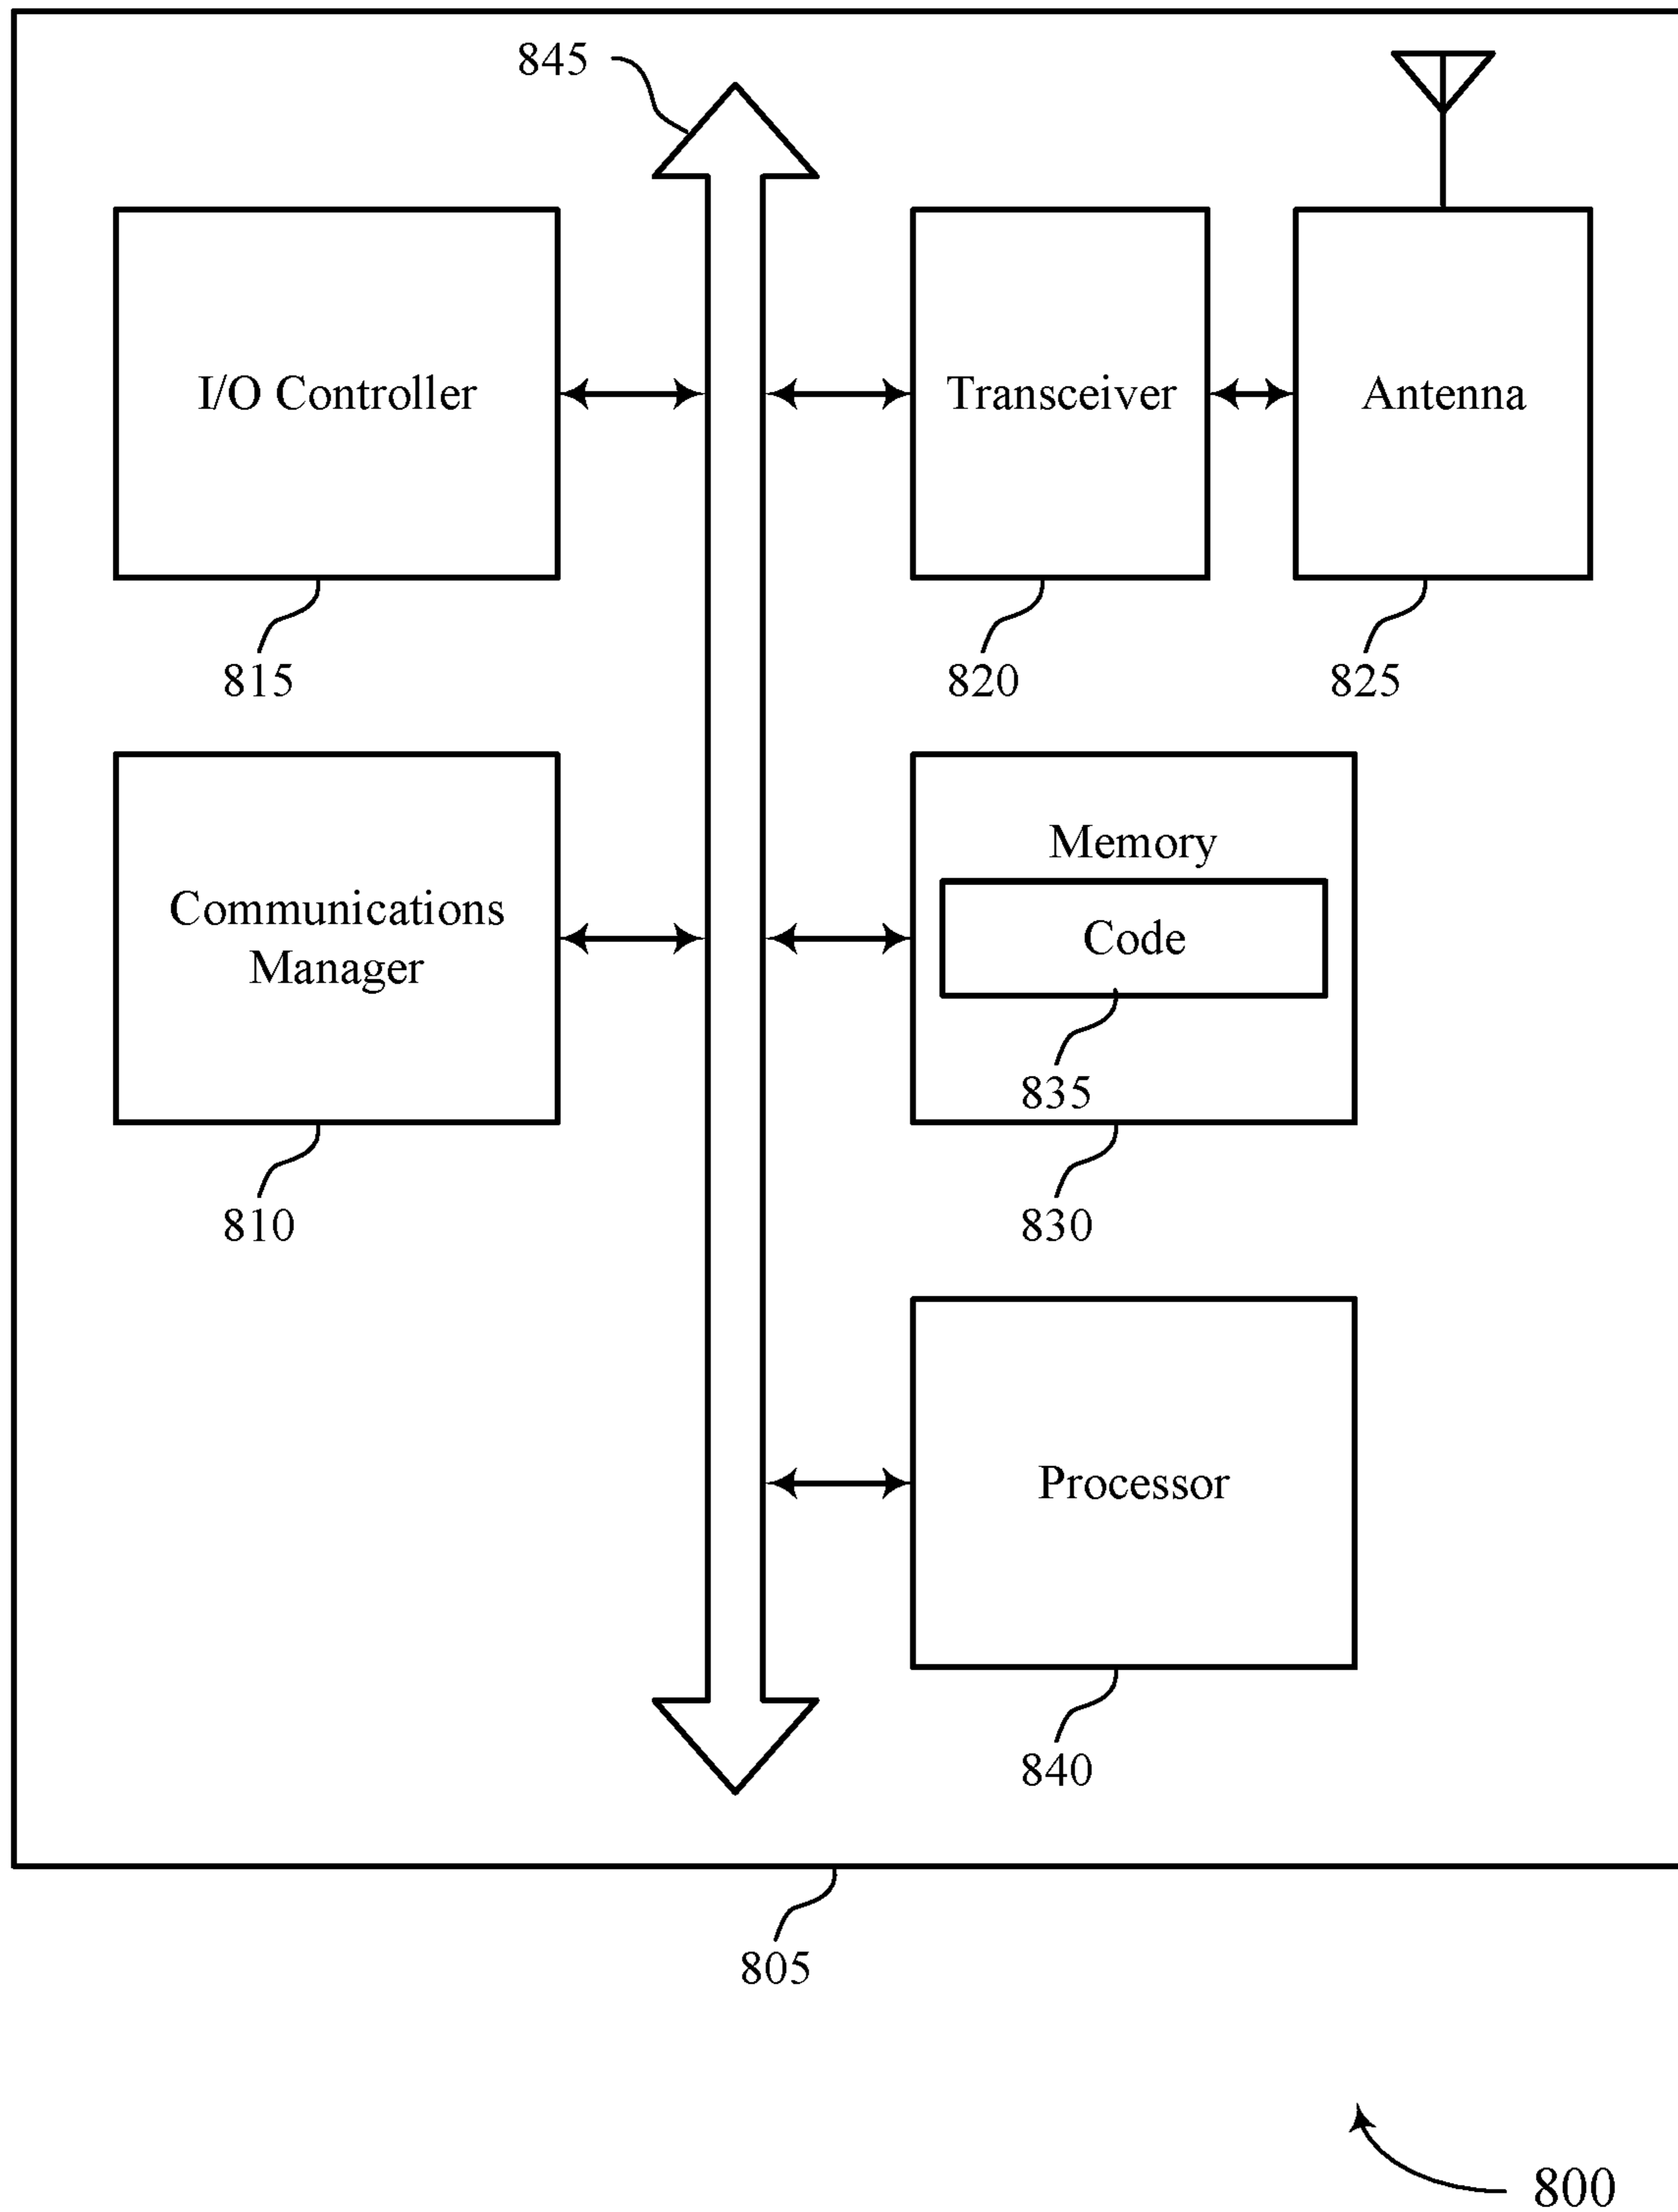 845
I/O Controller
Transceiver
Antenna
815
820
825
Communications
Manager
Memory
Code
835
810
830
Processor
840
805
800